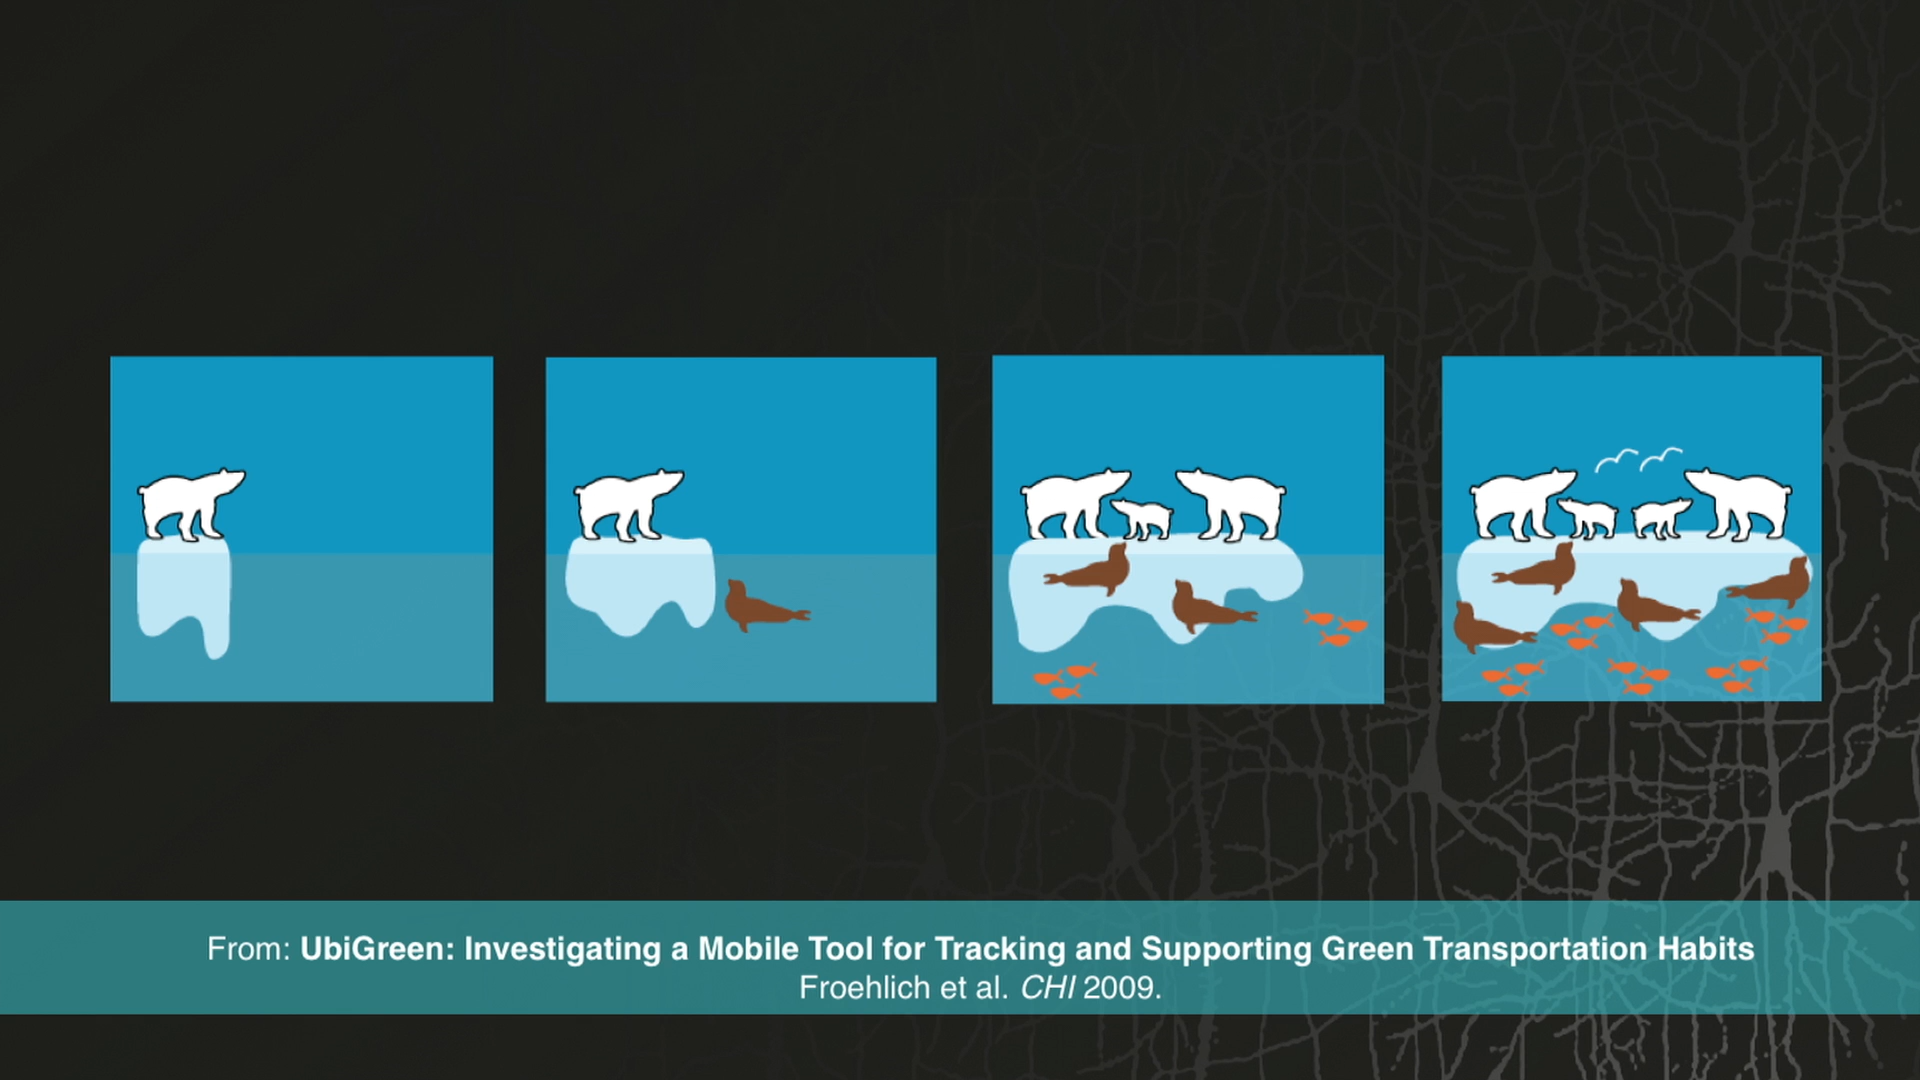 From: UbiGreen: Investigating a Mobile Tool for Tracking and Supporting Green Transportation Habits
Froehlich et al. CHI 2009.